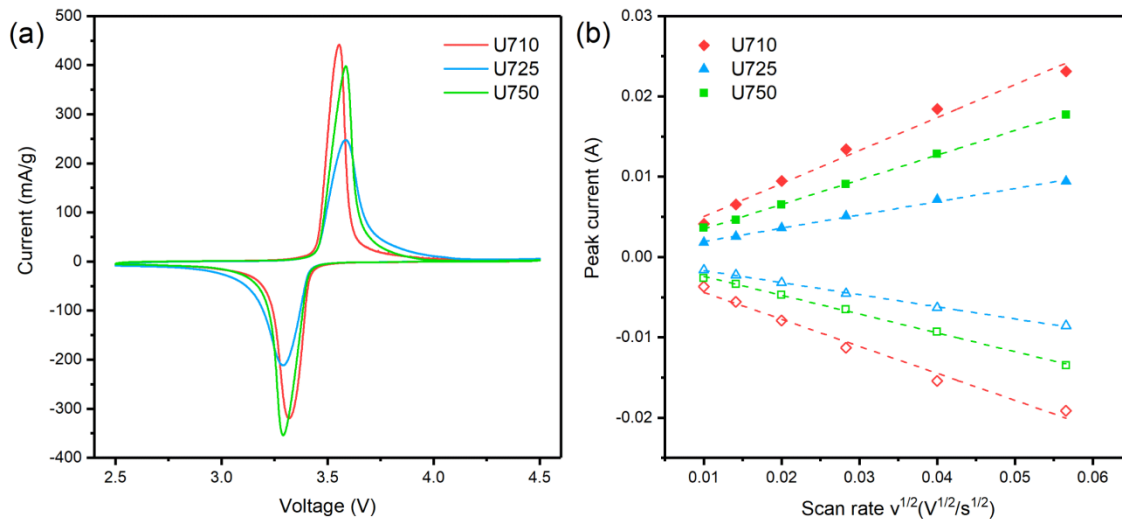 (a)
U710
U725
U750
500
400
300
200
100
0
-100
-200
-300
-400
2.5
3.0
3.5
4.0
4.5
Current (mA/g)
Voltage (V)
(b)
U710
U725
U750
0.03
0.02
0.01
0.00
-0.01
-0.02
0.01
0.02
0.03
0.04
0.05
0.06
Peak current (A)
Scan rate v^1/2(V^1/2/s^1/2)